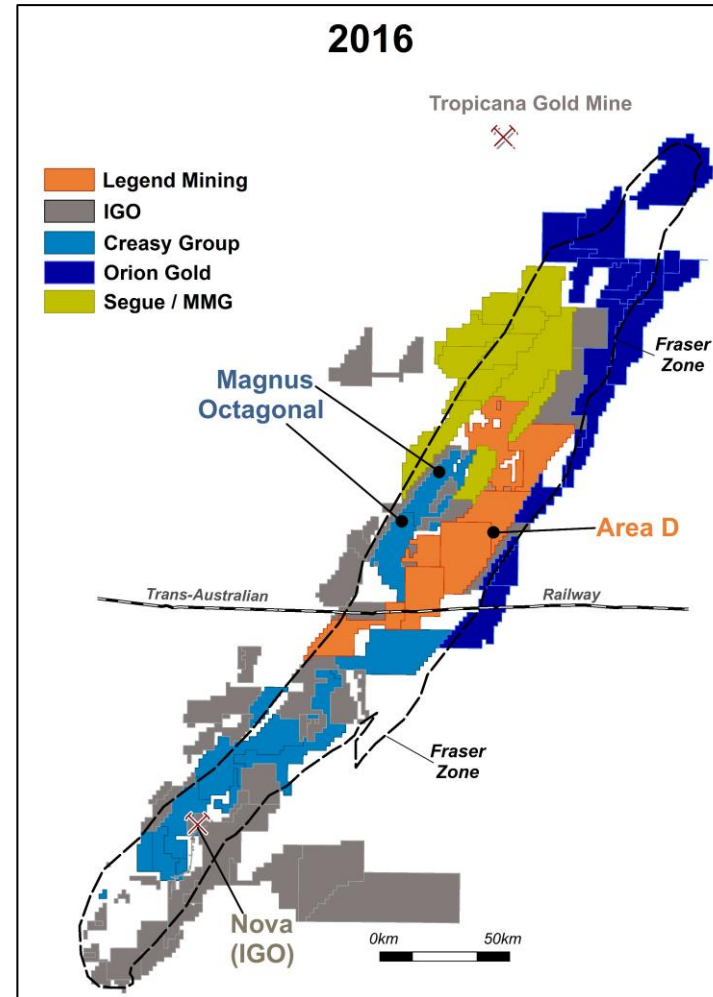 2016
Tropicana Gold Mine
Legend Mining
IGO
Creasy Group
Orion Gold
Segue / MMG
Fraser
Zone
Magnus
Octagonal
Area D
Trans-Australian
Railway
Fraser
Zone
Nova
(IGO)
0km
50km